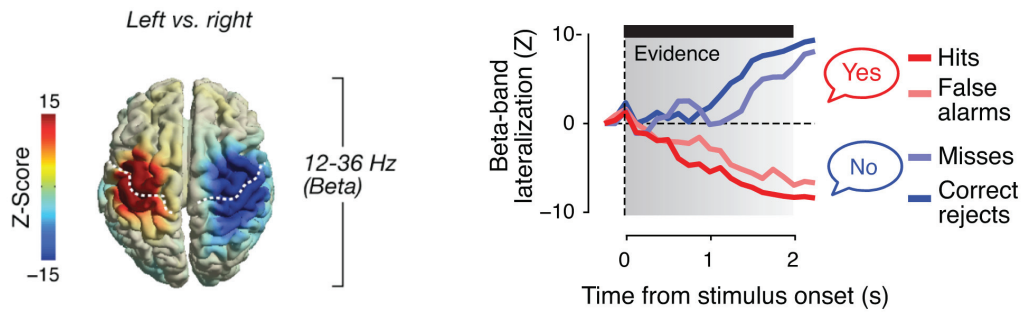 Left vs. right
15
Z-Score
−15
12-36 Hz
(Beta)
Beta-band
lateralization (Z)
10-
0
−10
Evidence
0
1
2
Time from stimulus onset (s)
Yes
Hits
False
alarms
No
Misses
Correct
rejects